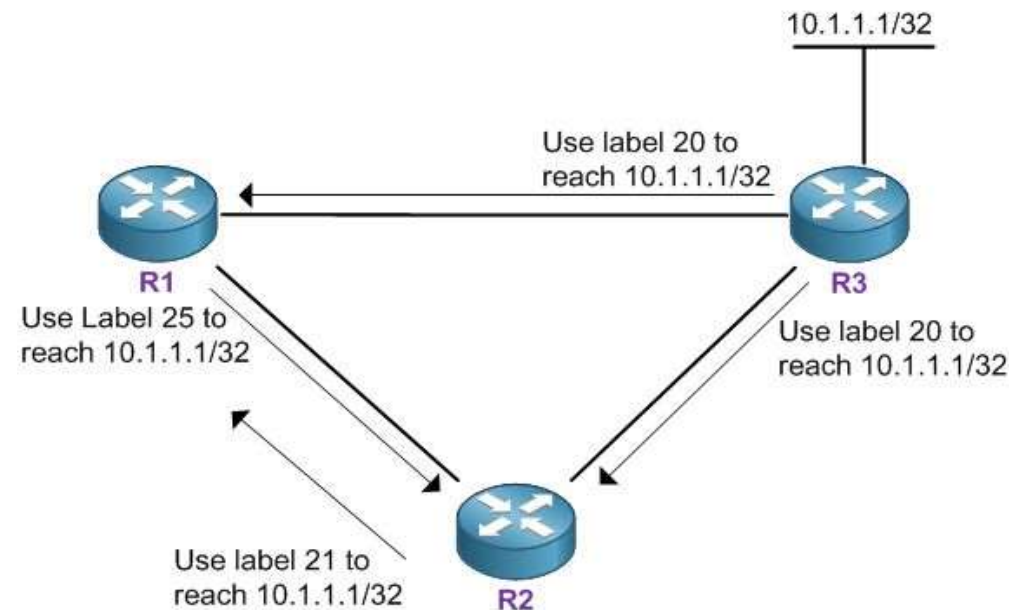 10.1.1.1/32
Use label 20 to
reach 10.1.1.1/32
R1
R3
Use Label 25 to
reach 10.1.1.1/32
Use label 20 to
reach 10.1.1.1/32
Use label 21 to
reach 10.1.1.1/32
R2